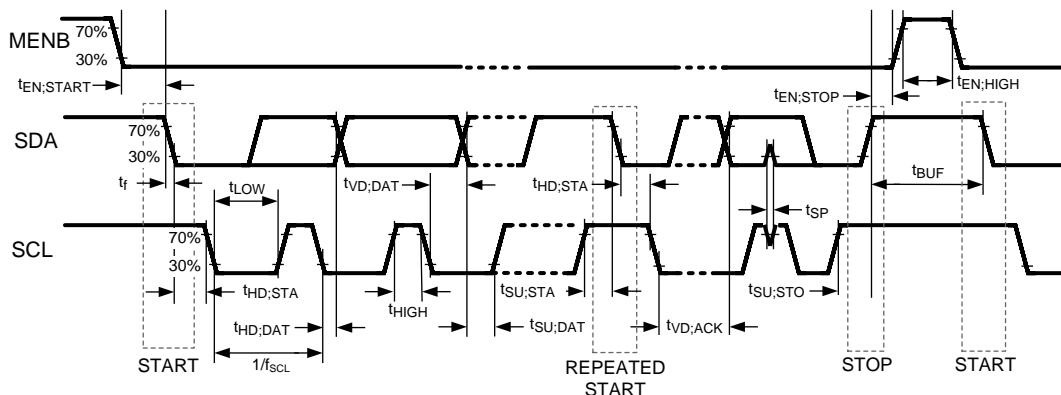 MENB
70%
30%
tEN;START
tEN;STOP
tEN;HIGH
SDA
70%
30%
tf
tLOW
tVD;DAT
tHD;STA
tSP
tBUF
SCL
70%
30%
tHD;STA
tHD;DAT
tHIGH
tSU;STA
tSU;DAT
tVD;ACK
tSU;STO
1/fSCL
START
REPEATED
START
STOP
START